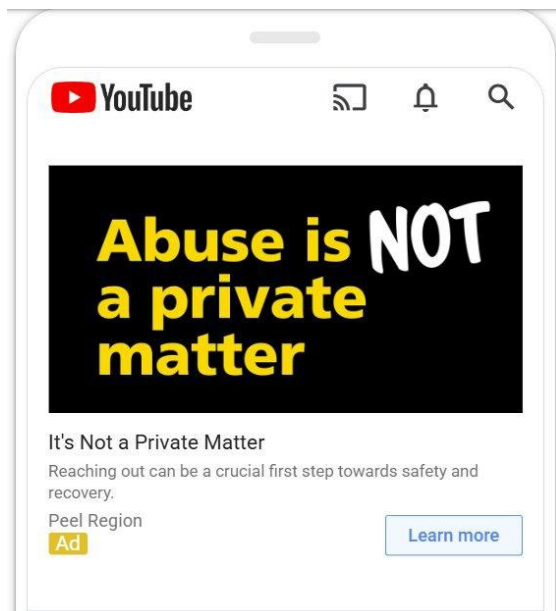 YouTube
Abuse is NOT
a private
matter
It's Not a Private Matter
Reaching out can be a crucial first step towards safety and
recovery.
Peel Region
Ad
Learn more